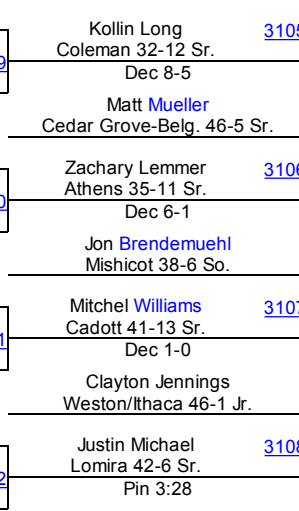 Kollin Long
Coleman 32-12 Sr.
Dec 8-5
Matt Mueller
Cedar Grove-Belg. 46-5 Sr.
Zachary Lemmer
Athens 35-11 Sr.
Dec 6-1
Jon Brendemuehl
Mishicot 38-6 So.
Mitchel Williams
Cadott 41-13 Sr.
Dec 1-0
Clayton Jennings
Weston/Ithaca 46-1 Jr.
Justin Michael
Lomira 42-6 Sr.
Pin 3:28